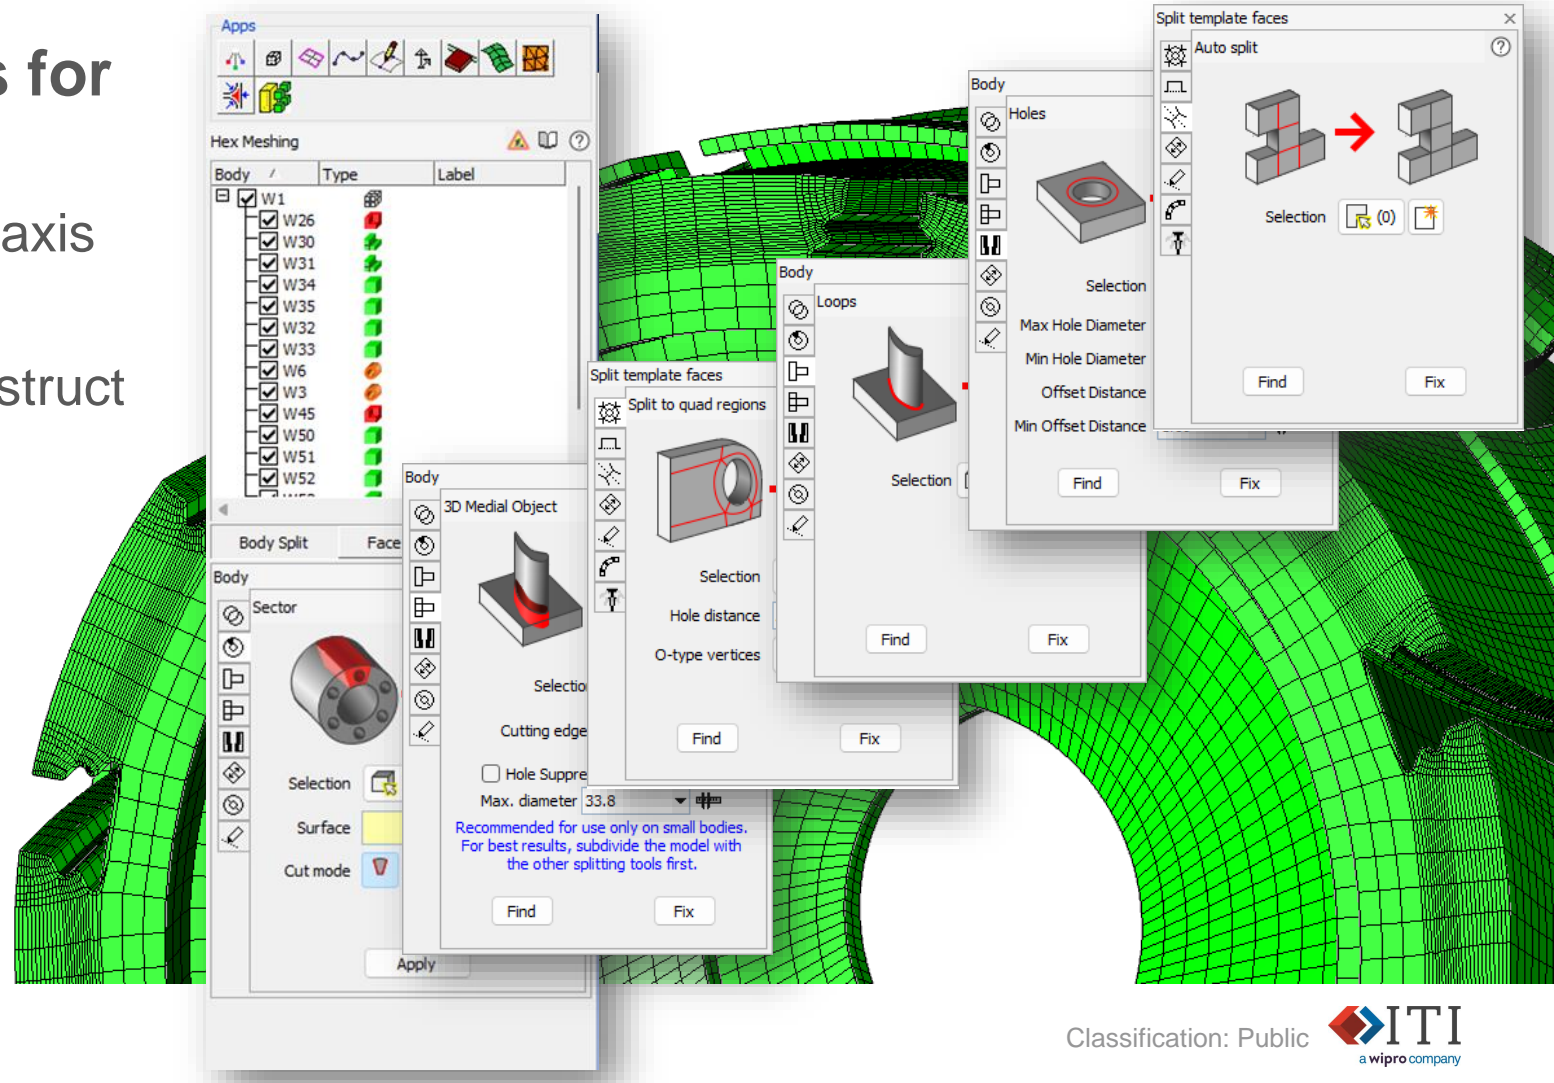 s for
axis
struct
Apps
Hex Meshing
Body Type Label
W1
W26
W30
W31
W34
W35
W32
W33
W6
W3
W45
W50
W51
W52
Body Split Face
Body
Sector
Selection
Surface
Cut mode
Apply
Body
3D Medial Object
Selectio
Cutting edge
Hole Suppre
Max. diameter 33.8
Recommended for use only on small bodies.
For best results, subdivide the model with
the other splitting tools first.
Find Fix
Split template faces
Split to quad regions
Selection
Hole distance
O-type vertices
Find Fix
Body
Loops
Selection
Find Fix
Body
Holes
Selection
Max Hole Diameter
Min Hole Diameter
Offset Distance
Min Offset Distance
Find Fix
Split template faces
Auto split
Selection (0)
Find Fix
Classification: Public
ITI
a wipro company